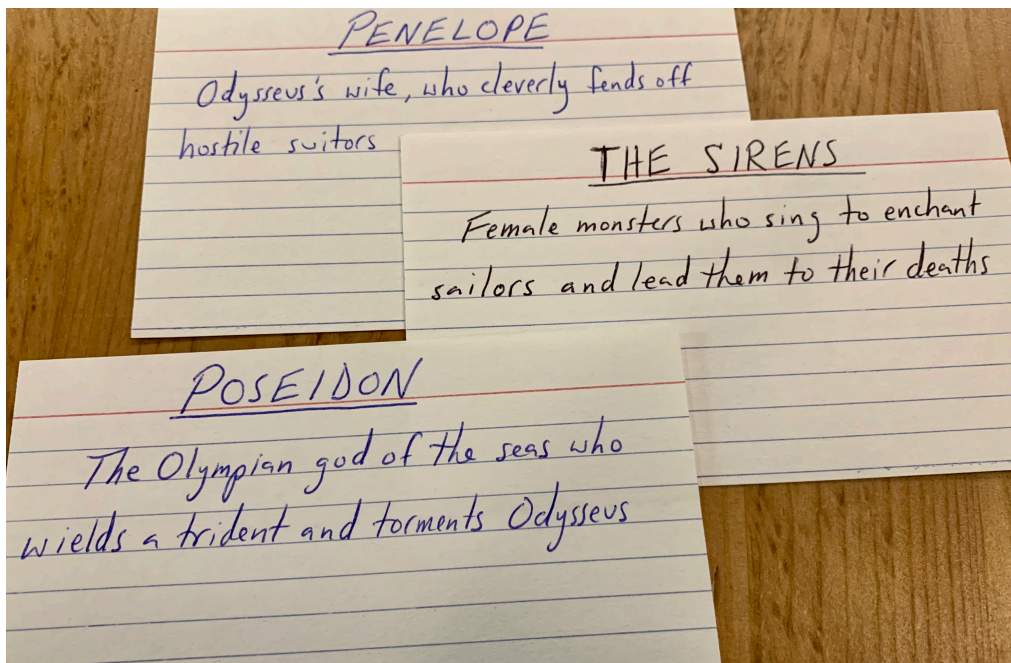 PENELOPE
Odysseus's wife, who cleverly fends off
hostile suitors
THE SIRENS
Female monsters who sing to enchant
sailors and lead them to their deaths
POSEIDON
The Olympian god of the seas who
wields a trident and torments Odysseus